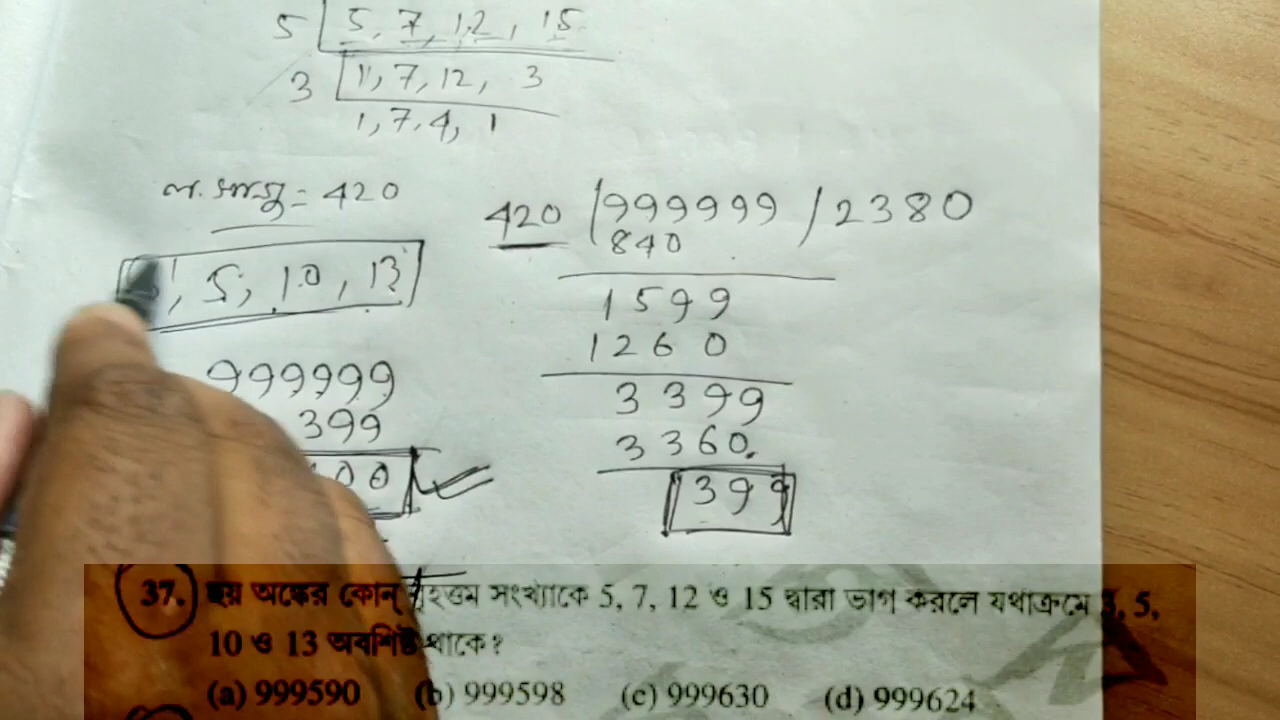 5 5, 7, 12, 15
3 1, 7, 12, 3
1, 7, 4, 1
ল. সাগু = 420
5, 10, 13
999999
399
00
420 ) 999999 ( 2380
840
1599
1260
3399
3360
399
37. ছয় অঙ্কের কোন্ বৃহত্তম সংখ্যাকে 5, 7, 12 ও 15 দ্বারা ভাগ করলে যথাক্রমে 3, 5,
10 ও 13 অবশিষ্ট থাকে?
(a) 999590 (b) 999598 (c) 999630 (d) 999624